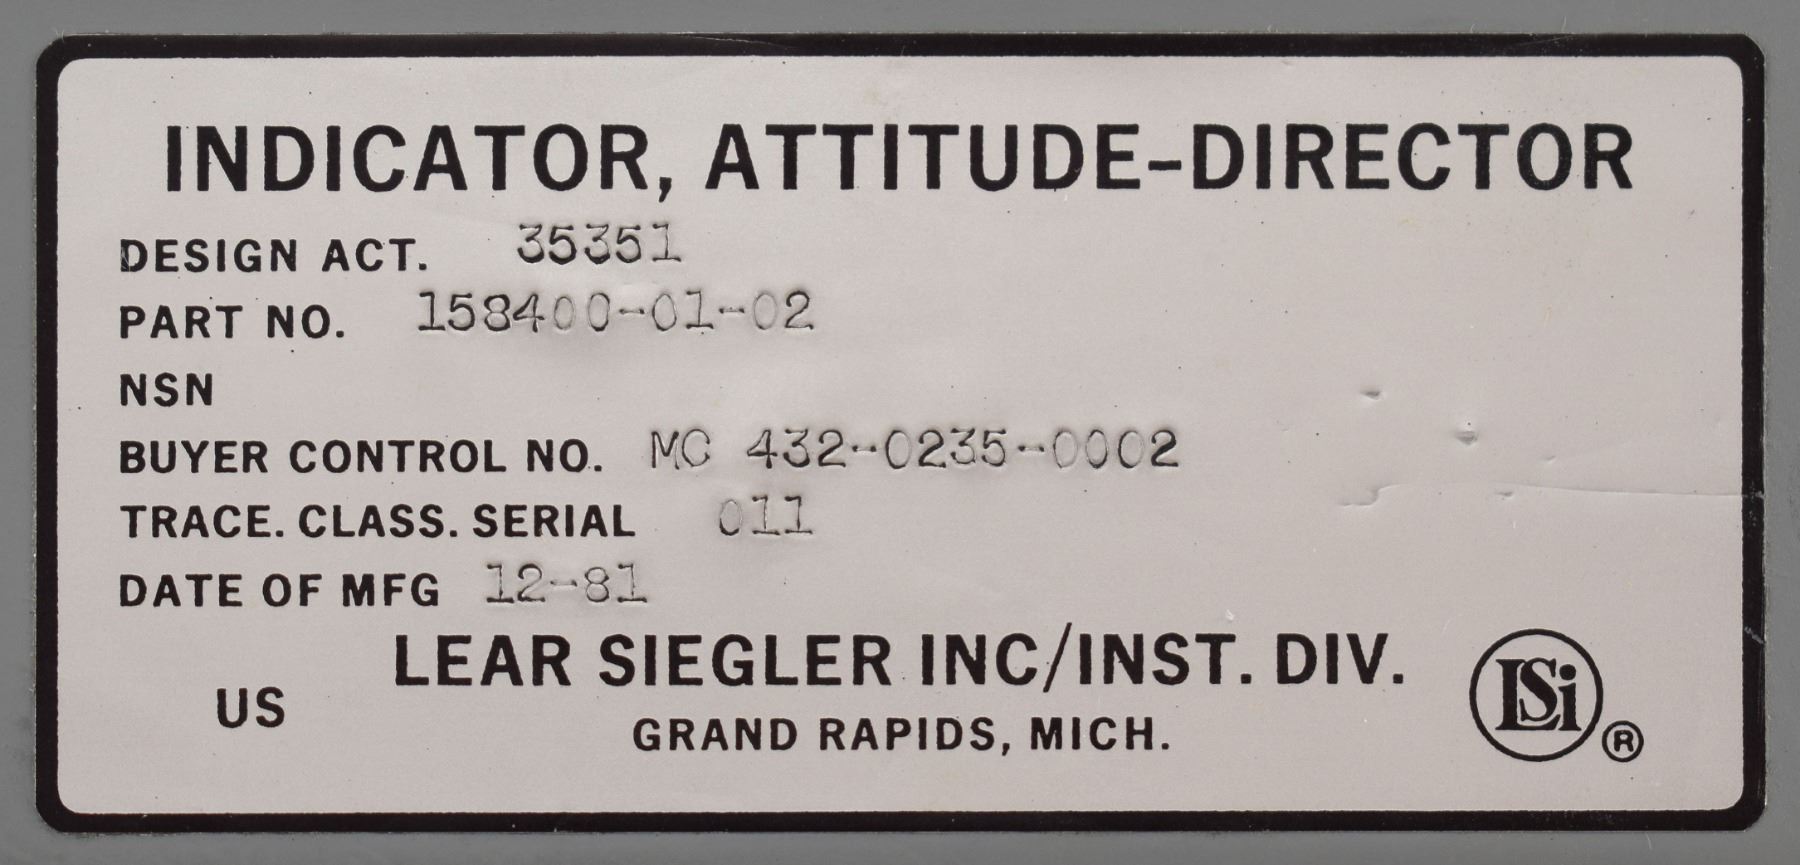 INDICATOR, ATTITUDE-DIRECTOR
DESIGN ACT. 35351
PART NO. 158400-01-02
NSN
BUYER CONTROL NO. MC 432-0235-0002
TRACE. CLASS. SERIAL 011
DATE OF MFG 12-81
LEAR SIEGLER INC/INST. DIV.
US
GRAND RAPIDS, MICH.
LSi ®